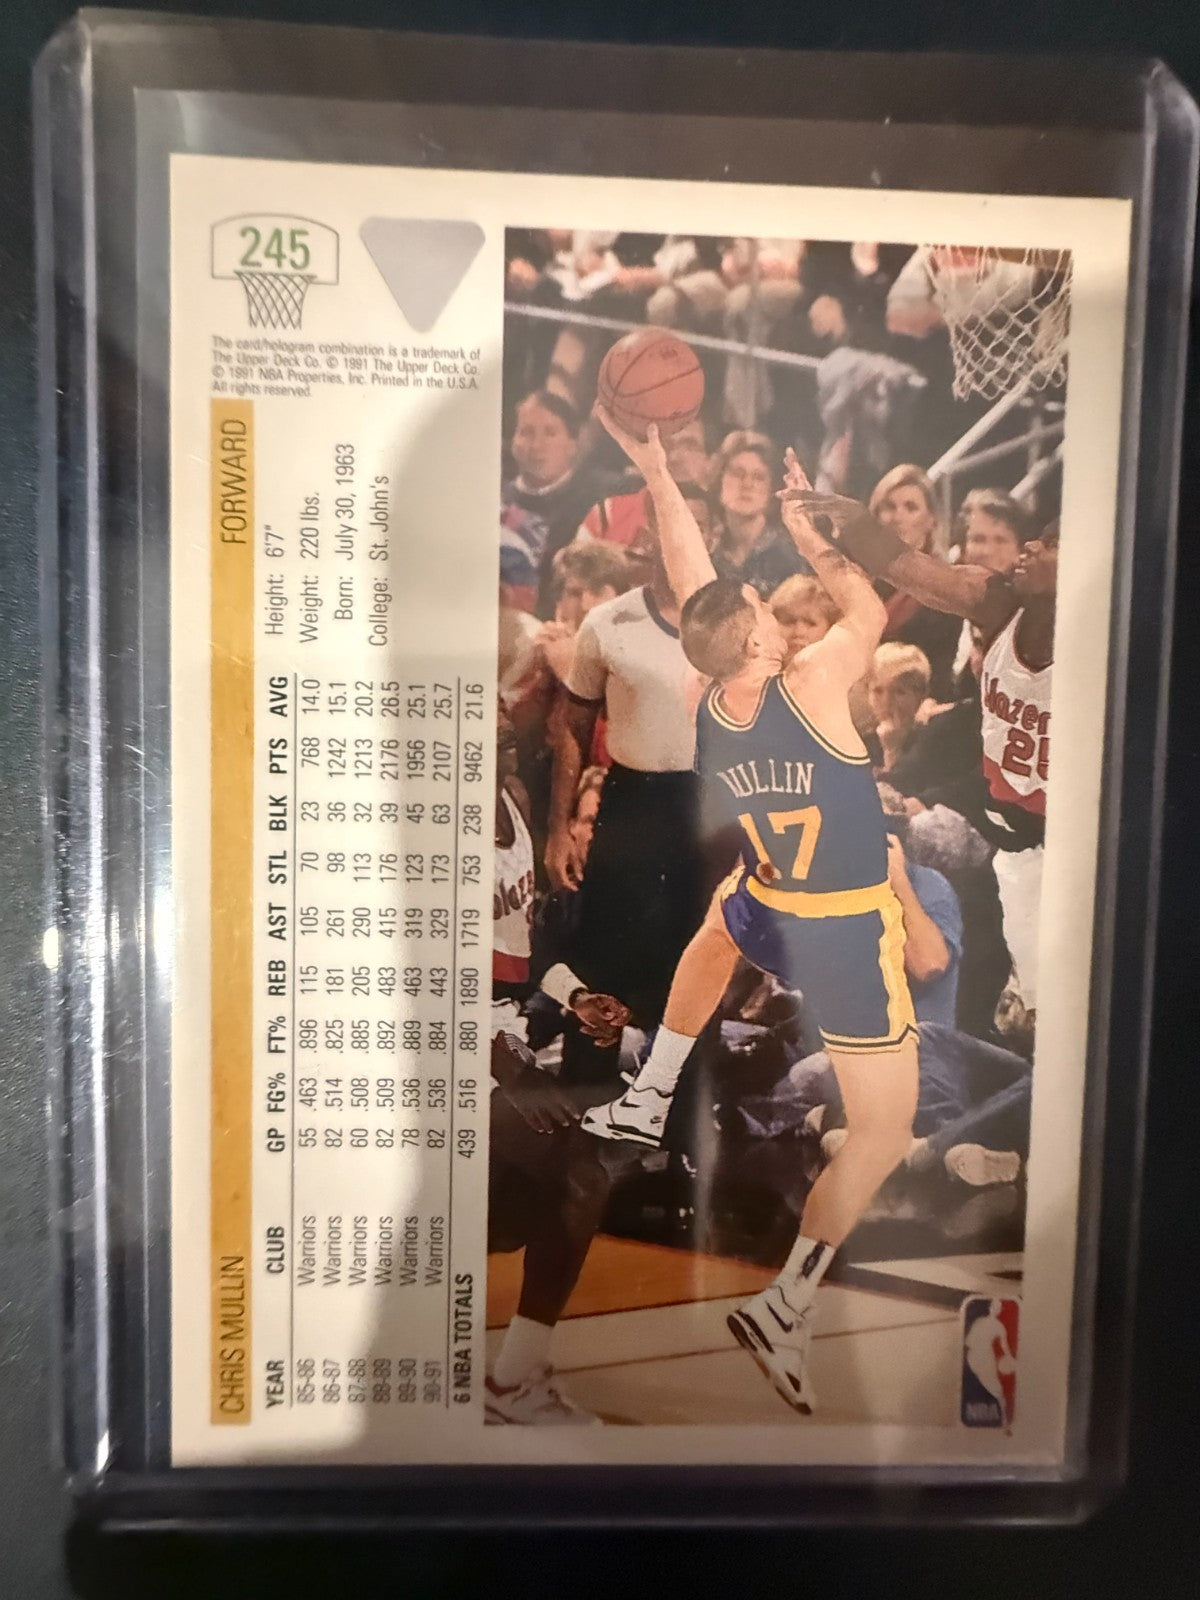 245
The card/hologram combination is a trademark of
The Upper Deck Co. © 1991 The Upper Deck Co.
© 1991 NBA Properties, Inc. Printed in the U.S.A.
All rights reserved.
CHRIS MULLIN FORWARD
Height: 6'7"
Weight: 220 lbs.
Born: July 30, 1963
College: St. John's
YEAR CLUB GP FG% FT% REB AST STL BLK PTS AVG
85-86 Warriors 55 .463 .896 115 105 70 23 768 14.0
86-87 Warriors 82 .514 .825 181 261 98 36 1242 15.1
87-88 Warriors 60 .508 .885 205 290 113 32 1213 20.2
88-89 Warriors 82 .509 .892 483 415 176 39 2176 26.5
89-90 Warriors 78 .536 .889 463 319 123 45 1956 25.1
90-91 Warriors 82 .536 .884 443 329 173 63 2107 25.7
6 NBA TOTALS 439 .516 .880 1890 1719 753 238 9462 21.6
MULLIN
17
blazer
25
NBA